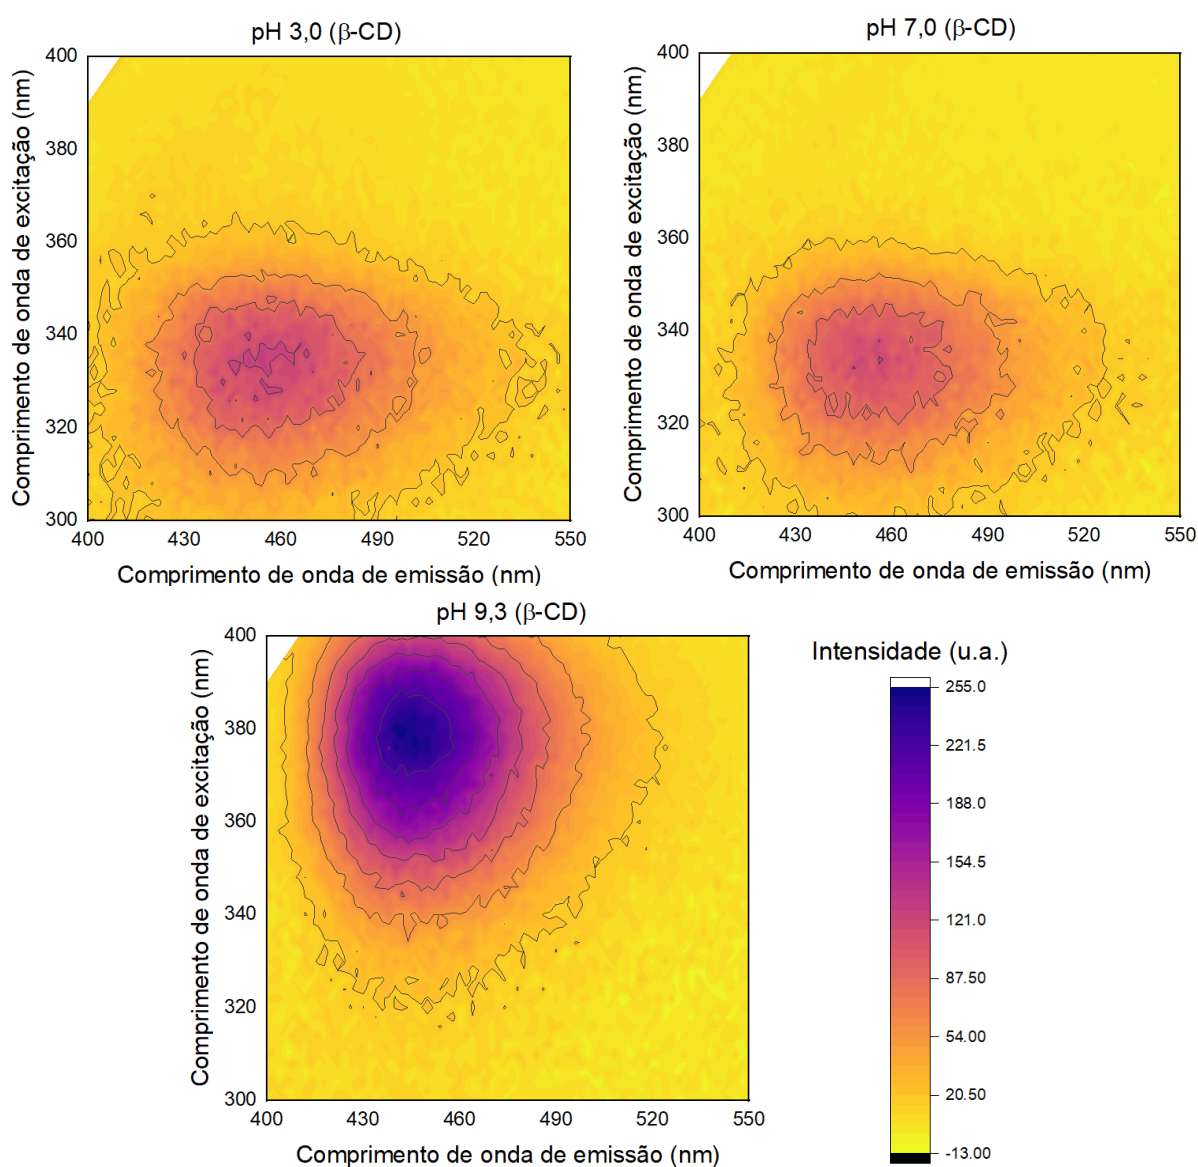 pH 3,0 (β-CD)
Comprimento de onda de excitação (nm)
400
380
360
340
320
300
400 430 460 490 520 550
Comprimento de onda de emissão (nm)
pH 7,0 (β-CD)
Comprimento de onda de excitação (nm)
400
380
360
340
320
300
400 430 460 490 520 550
Comprimento de onda de emissão (nm)
pH 9,3 (β-CD)
Comprimento de onda de excitação (nm)
400
380
360
340
320
300
400 430 460 490 520 550
Comprimento de onda de emissão (nm)
Intensidade (u.a.)
255.0
221.5
188.0
154.5
121.0
87.50
54.00
20.50
-13.00